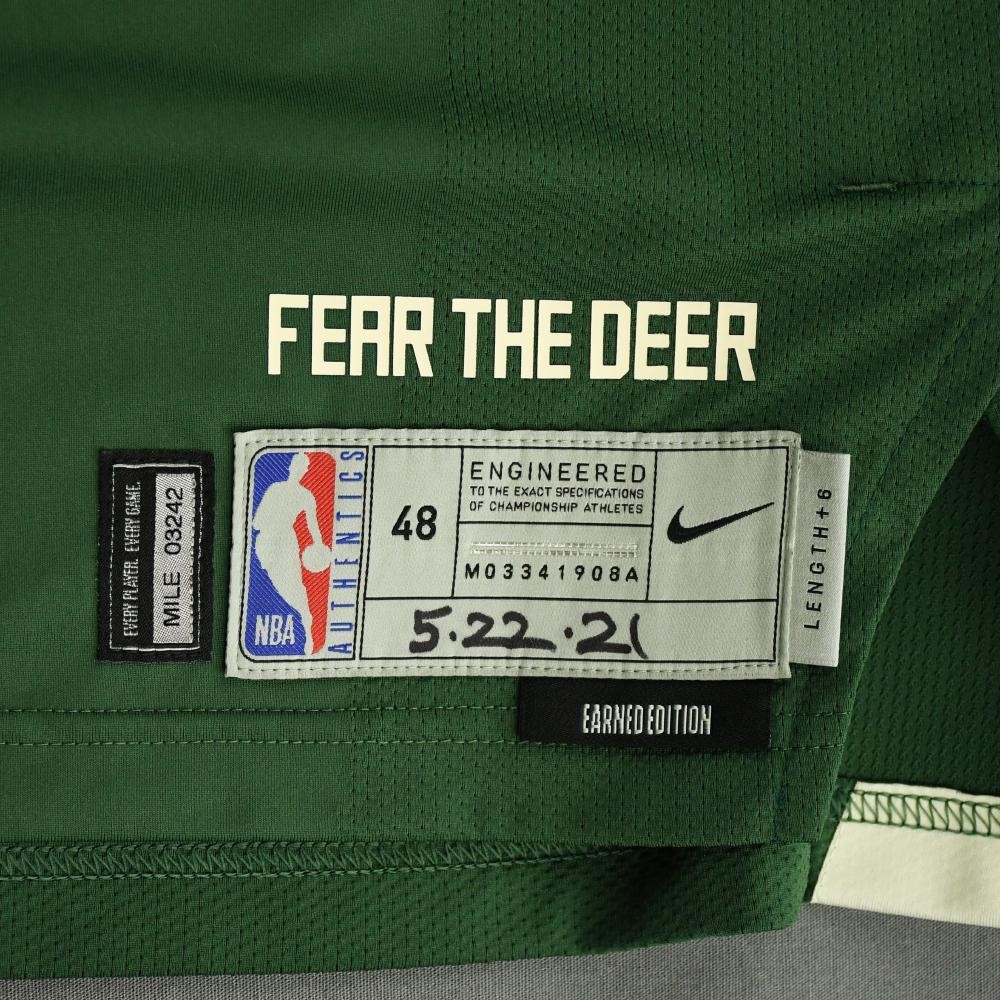 FEAR THE DEER
EVERY PLAYER. EVERY GAME.
MILE 03242
NBA
AUTHENTICS
48
ENGINEERED
TO THE EXACT SPECIFICATIONS
OF CHAMPIONSHIP ATHLETES
M03341908A
5.22.21
LENGTH+6
EARNED EDITION